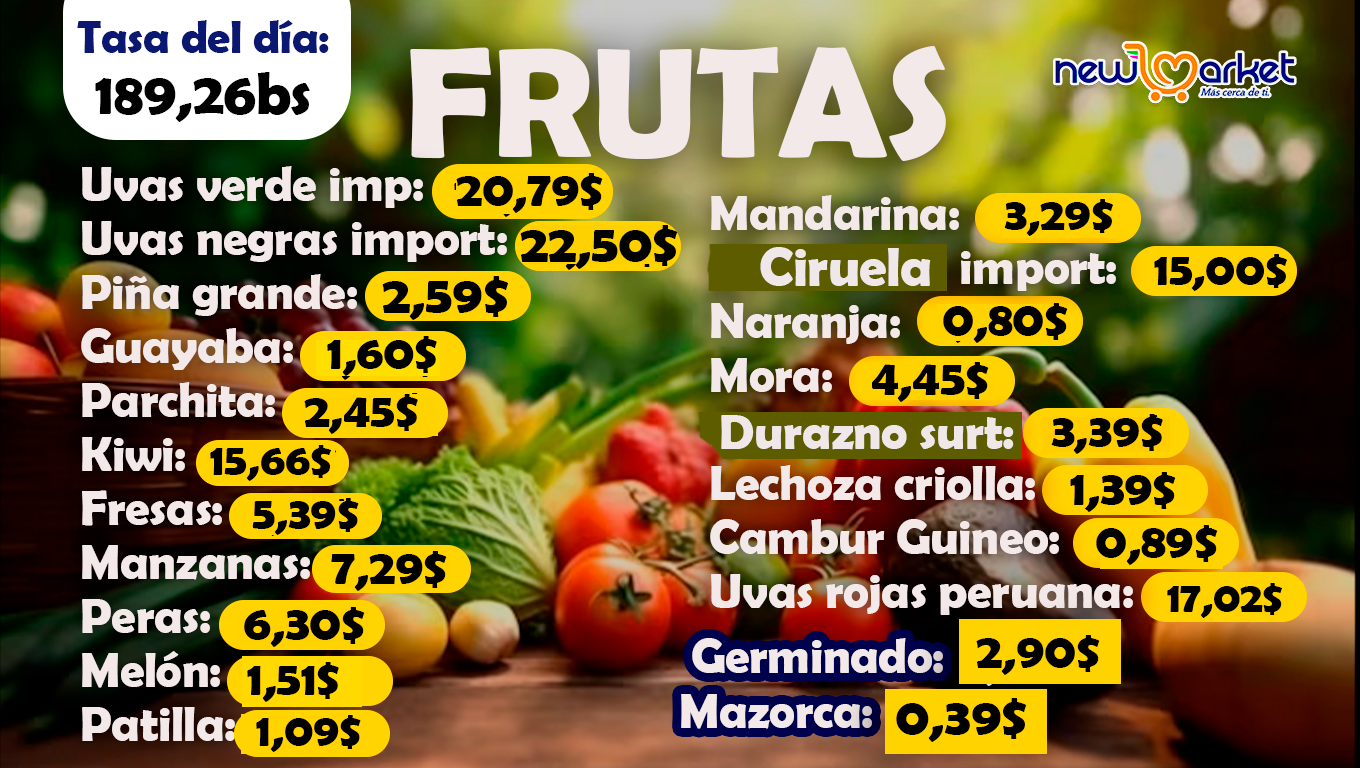 Tasa del día:
189,26bs
FRUTAS
new Market
Más cerca de ti.
Uvas verde imp: 20,79$
Uvas negras import: 22,50$
Piña grande: 2,59$
Guayaba: 1,60$
Parchita: 2,45$
Kiwi: 15,66$
Fresas: 5,39$
Manzanas: 7,29$
Peras: 6,30$
Melón: 1,51$
Patilla: 1,09$
Mandarina: 3,29$
Ciruela import: 15,00$
Naranja: 0,80$
Mora: 4,45$
Durazno surt: 3,39$
Lechoza criolla: 1,39$
Cambur Guineo: 0,89$
Uvas rojas peruana: 17,02$
Germinado: 2,90$
Mazorca: 0,39$